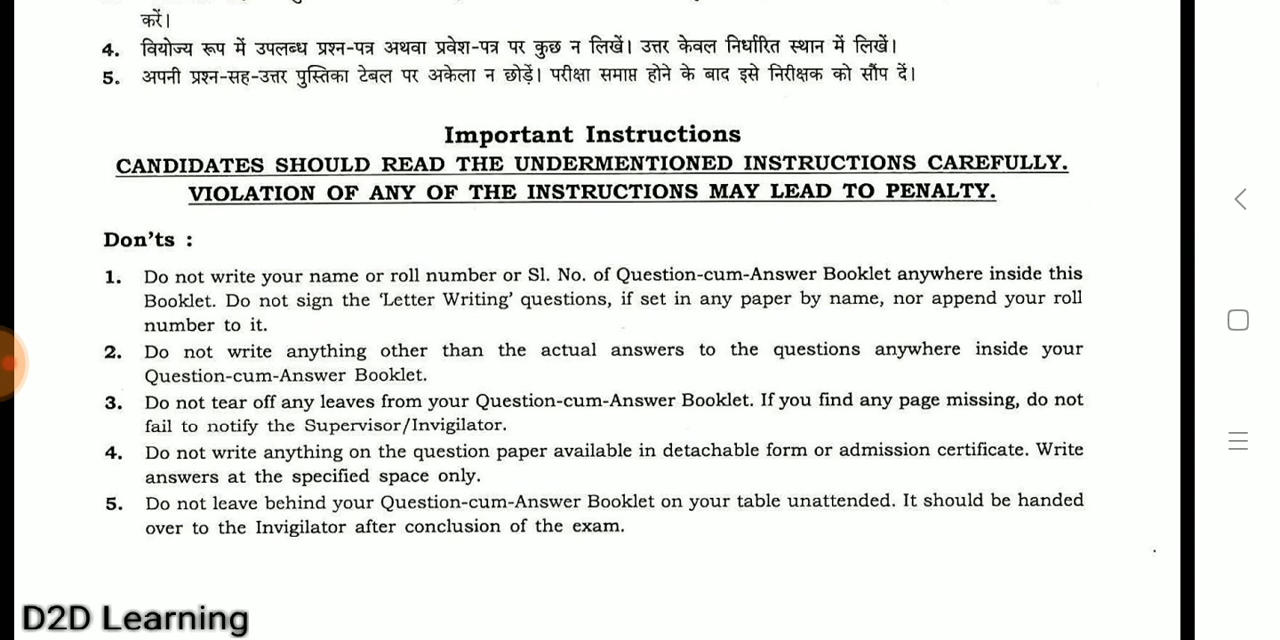 करें।
4. वियोज्य रूप में उपलब्ध प्रश्न-पत्र अथवा प्रवेश-पत्र पर कुछ न लिखें। उत्तर केवल निर्धारित स्थान में लिखें।
5. अपनी प्रश्न-सह-उत्तर पुस्तिका टेबल पर अकेला न छोड़ें। परीक्षा समाप्त होने के बाद इसे निरीक्षक को सौंप दें।
Important Instructions
CANDIDATES SHOULD READ THE UNDERMENTIONED INSTRUCTIONS CAREFULLY.
VIOLATION OF ANY OF THE INSTRUCTIONS MAY LEAD TO PENALTY.
Don'ts :
1. Do not write your name or roll number or Sl. No. of Question-cum-Answer Booklet anywhere inside this
Booklet. Do not sign the 'Letter Writing' questions, if set in any paper by name, nor append your roll
number to it.
2. Do not write anything other than the actual answers to the questions anywhere inside your
Question-cum-Answer Booklet.
3. Do not tear off any leaves from your Question-cum-Answer Booklet. If you find any page missing, do not
fail to notify the Supervisor/Invigilator.
4. Do not write anything on the question paper available in detachable form or admission certificate. Write
answers at the specified space only.
5. Do not leave behind your Question-cum-Answer Booklet on your table unattended. It should be handed
over to the Invigilator after conclusion of the exam.
D2D Learning